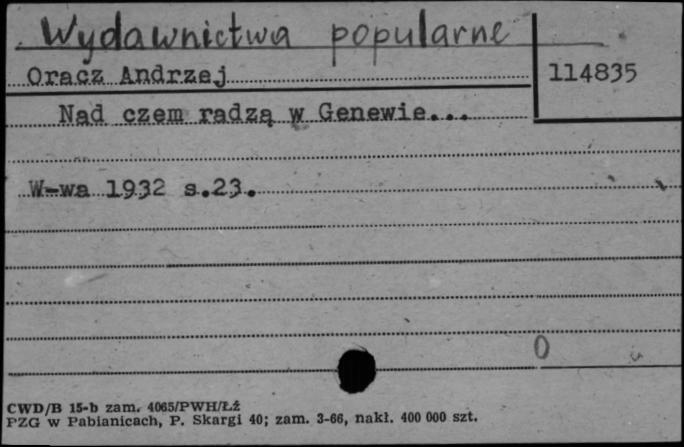 Wydawnictwa popularne
Oracz Andrzej
114835
Nad czem radzą w Genewie...
W-wa 1932 s.23.
0
CWD/B 15-b zam. 4065/PWH/Łż
PZG w Pabianicach, P. Skargi 40; zam. 3-66, nakł. 400 000 szt.